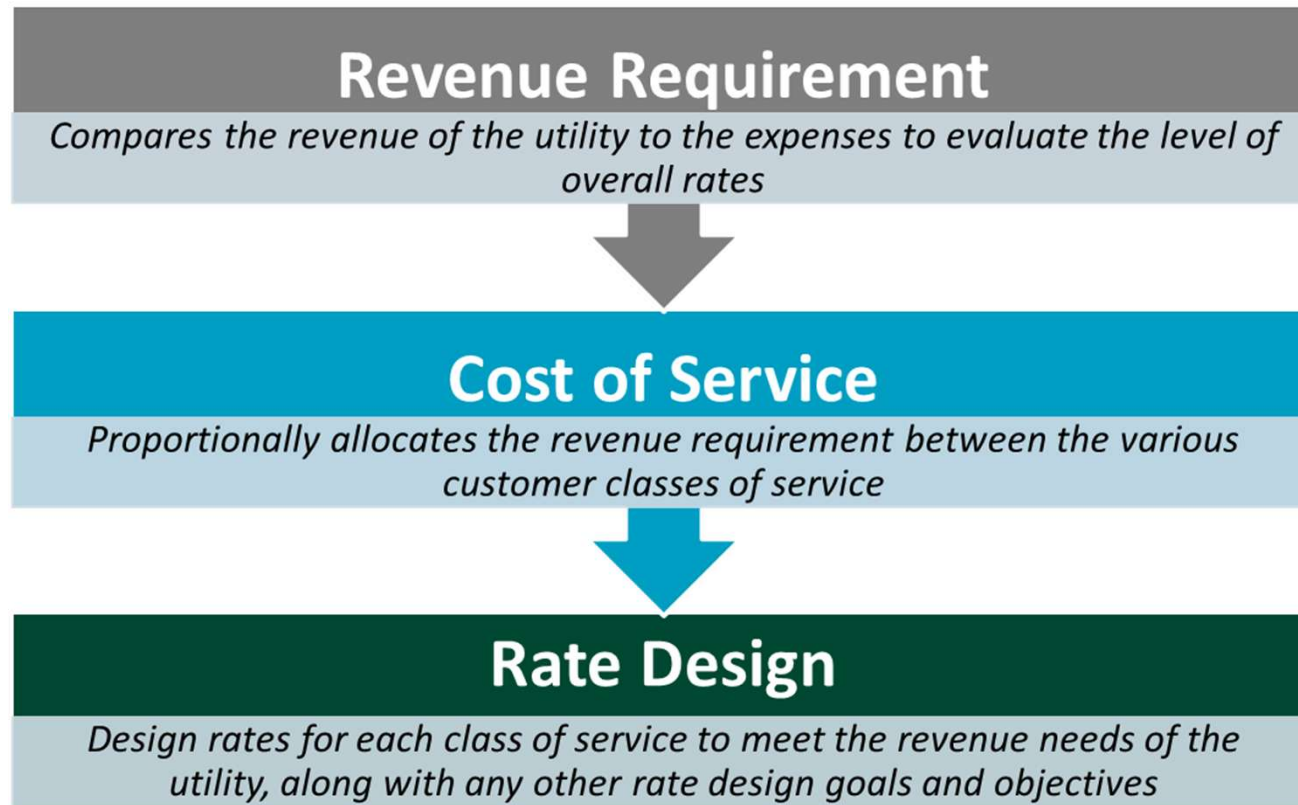 Revenue Requirement
Compares the revenue of the utility to the expenses to evaluate the level of
overall rates
Cost of Service
Proportionally allocates the revenue requirement between the various
customer classes of service
Rate Design
Design rates for each class of service to meet the revenue needs of the
utility, along with any other rate design goals and objectives